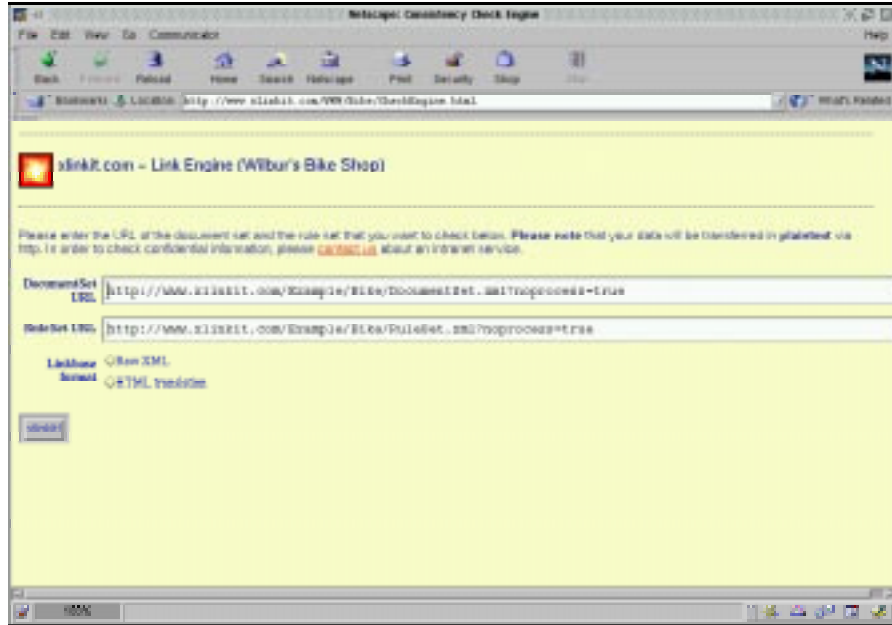 Netscape: Consistency Check Engine
File Edit View Go Communicator Help
Back Forward Reload Home Search Netscape Print Security Shop Stop
Bookmarks Location: http://www.xlinkit.com/ What's Related
xlinkit.com – Link Engine (Wilbur's Bike Shop)
Please enter the URL of the document set and the rule set that you want to check below. Please note that your data will be transferred in plaintext via
http. In order to check confidential information, please contact us about an intranet service.
DocumentSet
URL http://www.xlinkit.com/Example/Bike/DocumentSet.xml?noprocess=true
RuleSet URL http://www.xlinkit.com/Example/Bike/RuleSet.xml?noprocess=true
Linkbase Raw XML
format HTML translation
xlinkit!
100%